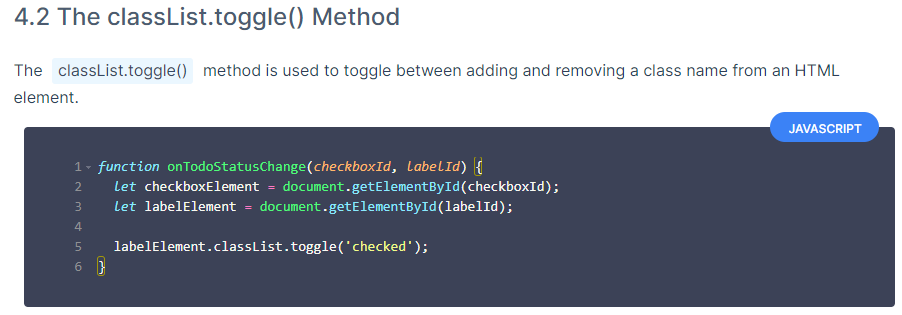 4.2 The classList.toggle() Method
The classList.toggle() method is used to toggle between adding and removing a class name from an HTML
element.
JAVASCRIPT
1 function onTodoStatusChange(checkboxId, labelId) {
2   let checkboxElement = document.getElementById(checkboxId);
3   let labelElement = document.getElementById(labelId);
4
5   labelElement.classList.toggle('checked');
6 }